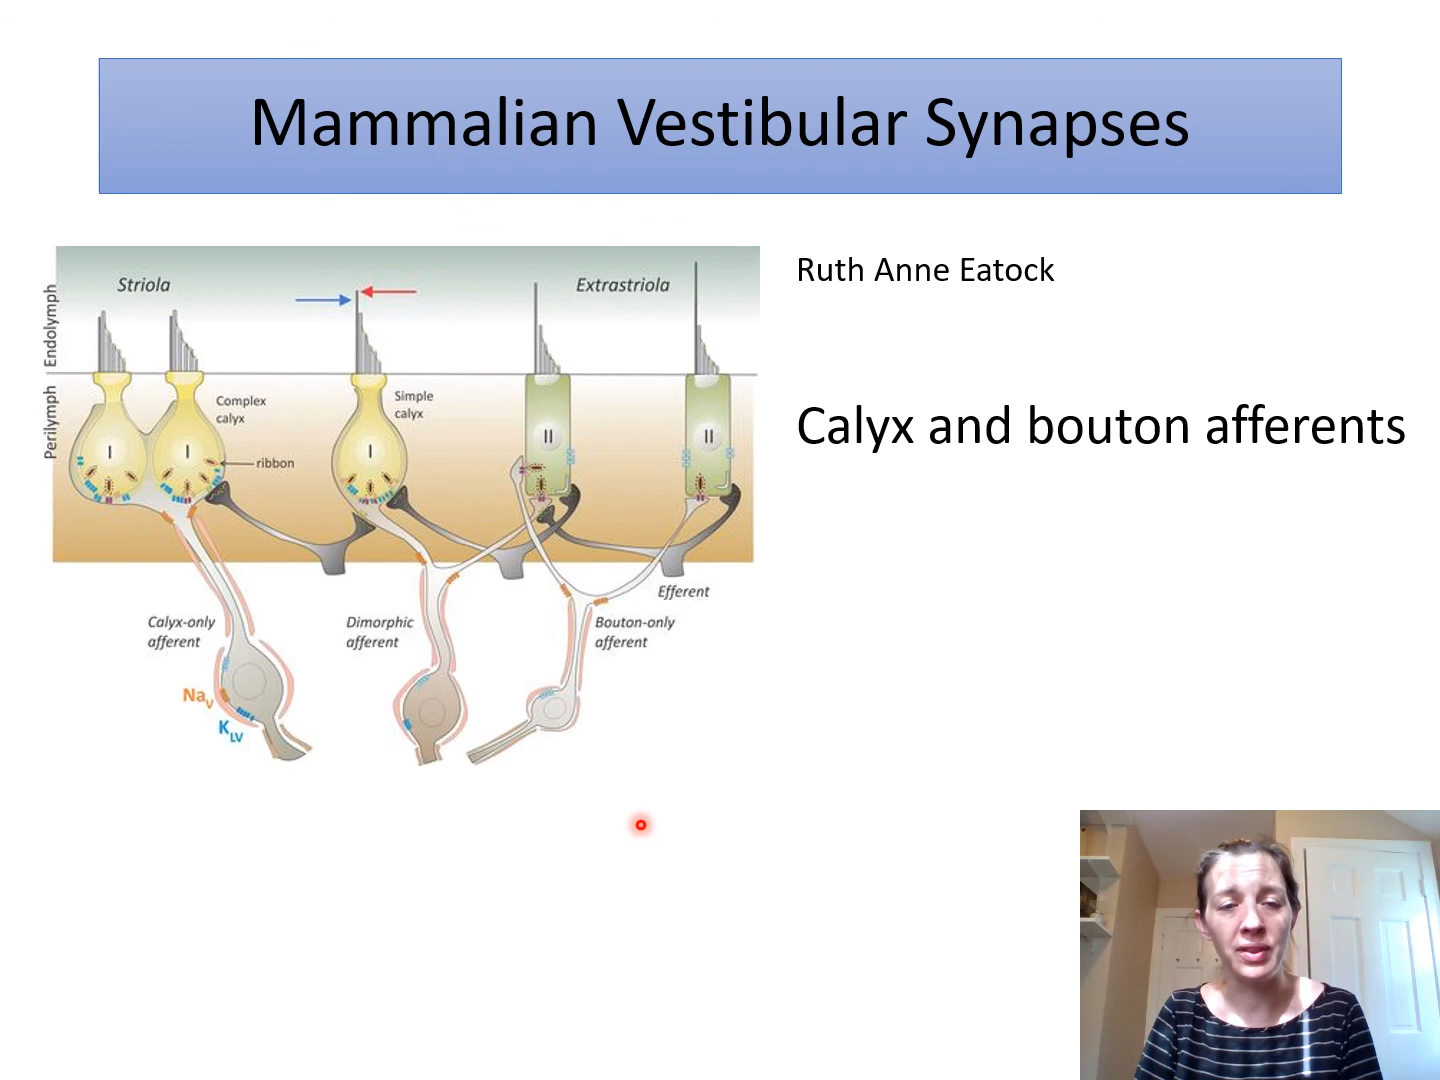 Mammalian Vestibular Synapses
Ruth Anne Eatock
Calyx and bouton afferents
Endolymph
Perilymph
Striola
Extrastriola
Complex
calyx
Simple
calyx
I
I
I
II
II
ribbon
Efferent
Calyx-only
afferent
Dimorphic
afferent
Bouton-only
afferent
NaV
KLV